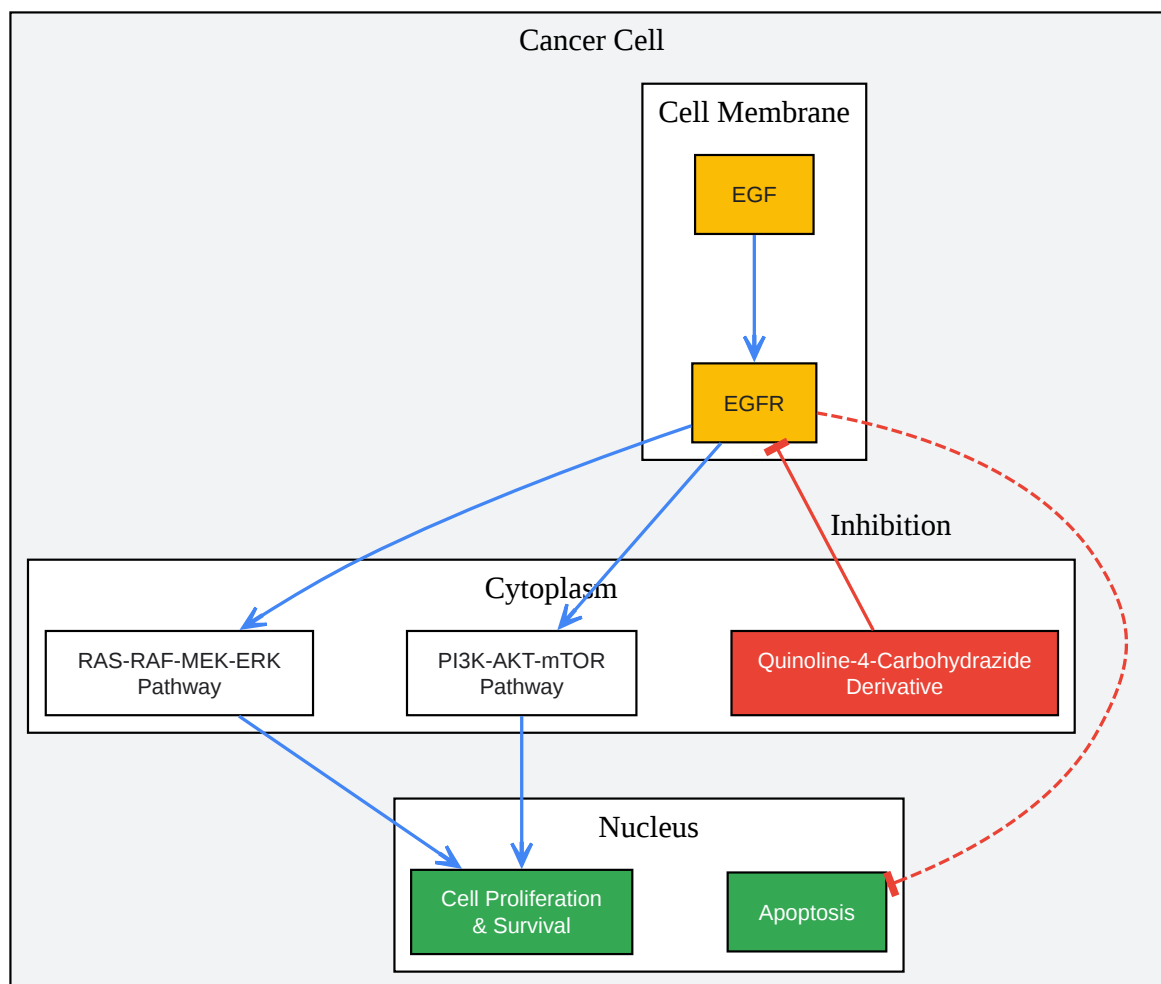 Cancer Cell
Cell Membrane
EGF
EGFR
Inhibition
Cytoplasm
RAS-RAF-MEK-ERK
Pathway
PI3K-AKT-mTOR
Pathway
Quinoline-4-Carbohydrazide
Derivative
Nucleus
Cell Proliferation
& Survival
Apoptosis